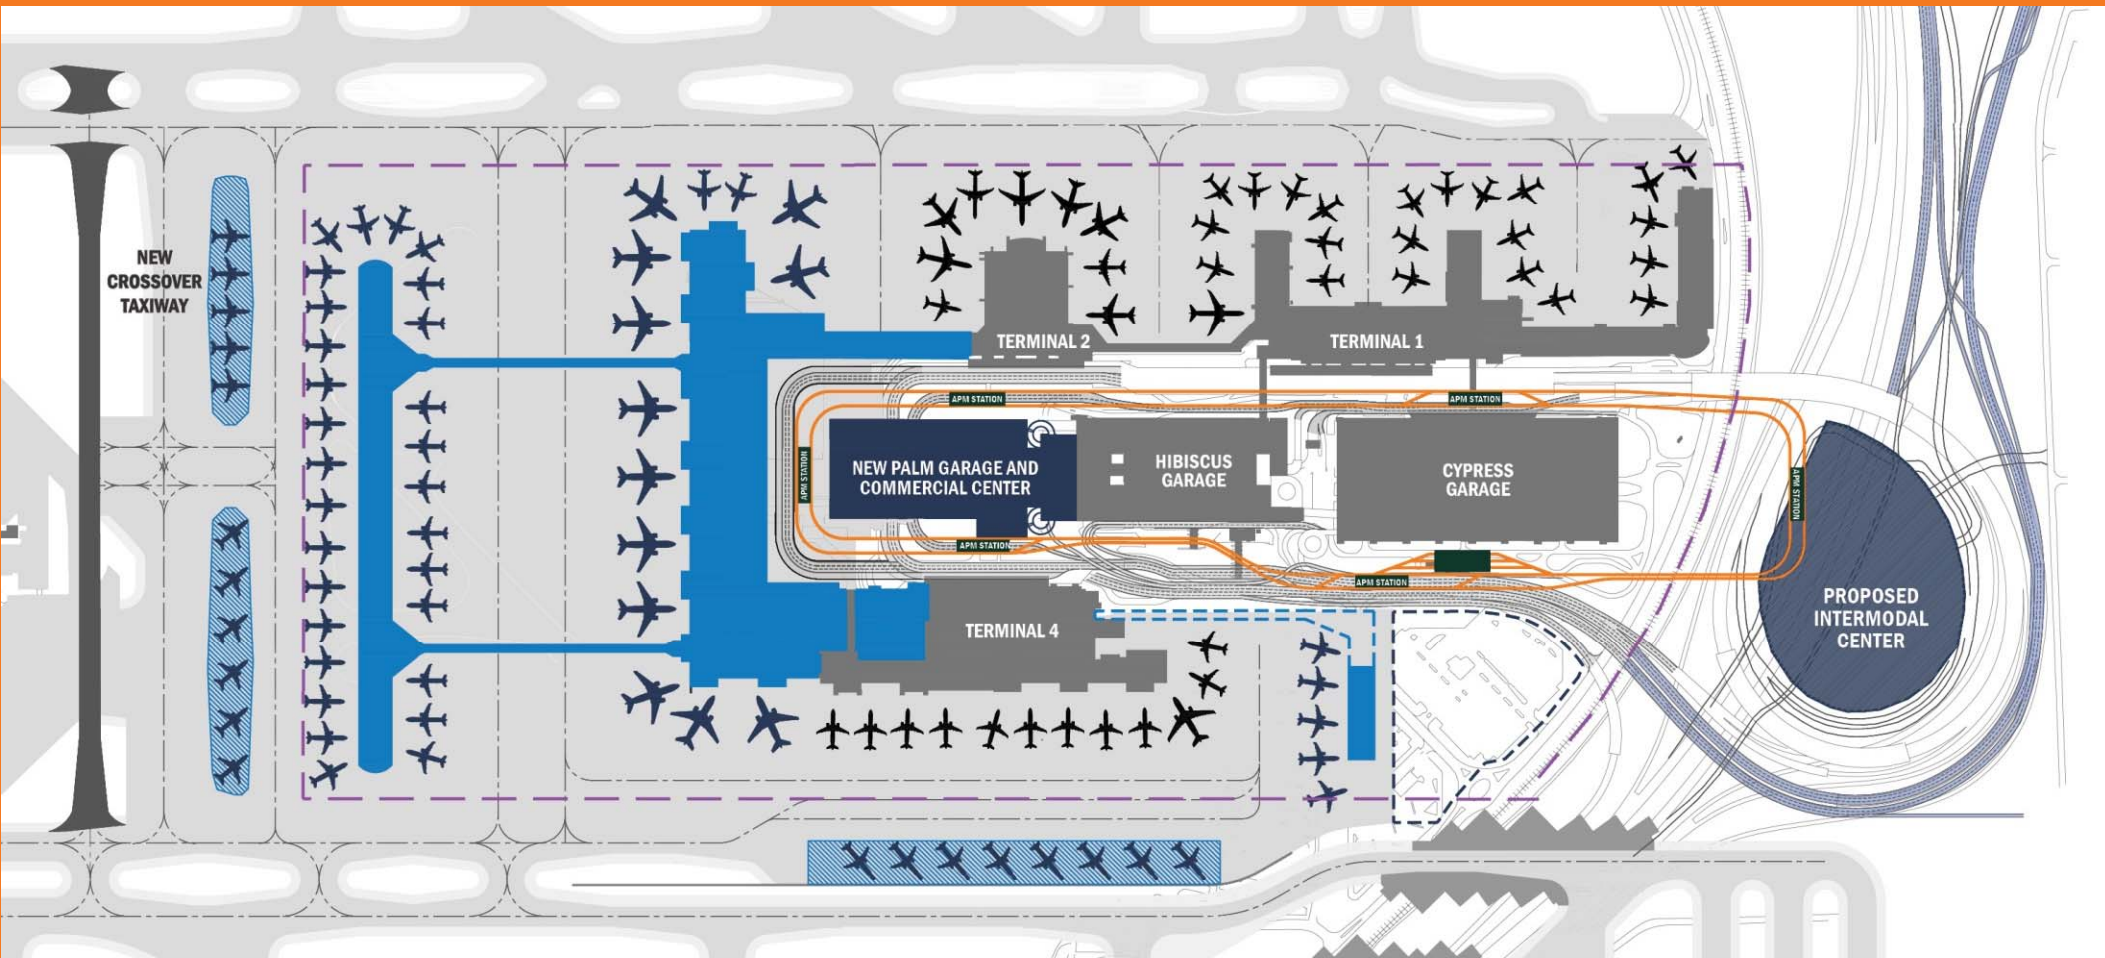 NEW
CROSSOVER
TAXIWAY
TERMINAL 2
TERMINAL 1
APM STATION
APM STATION
APM STATION
NEW PALM GARAGE AND
COMMERCIAL CENTER
HIBISCUS
GARAGE
CYPRESS
GARAGE
APM STATION
APM STATION
APM STATION
TERMINAL 4
PROPOSED
INTERMODAL
CENTER